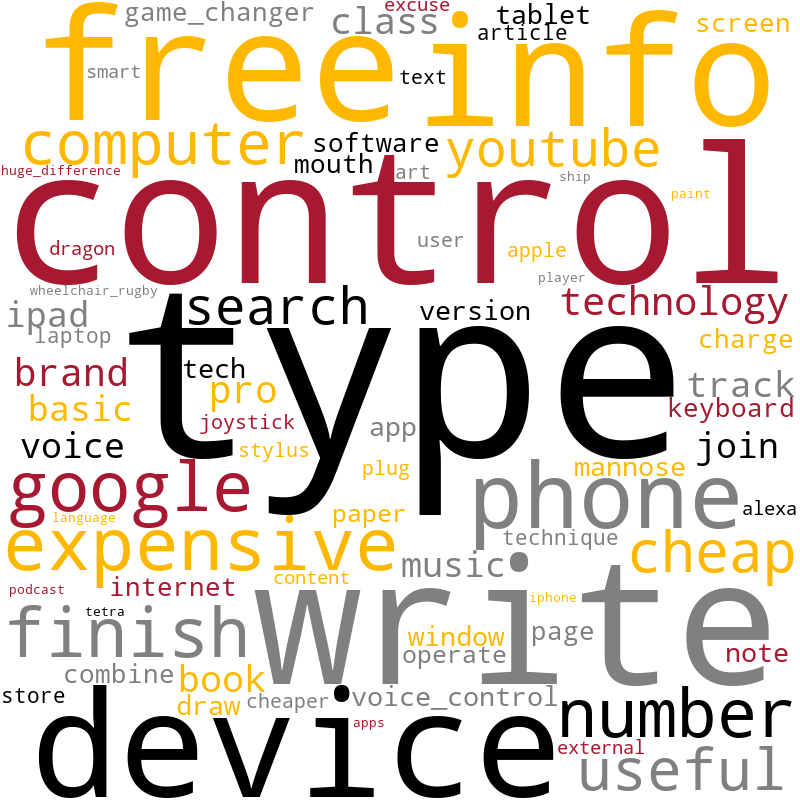 game_changer excuse tablet
class article screen
free info
smart text
computer software youtube
mouth art
huge_difference ship
control paint
dragon user apple
wheelchair_rugby player
ipad search version technology
laptop charge
type
brand tech pro track
basic joystick app keyboard
voice stylus join
google plug mannose
phone
language paper alexa
expensive technique cheap
podcast internet content music
write iphone
finish tetra
window page
combine book operate note
store draw cheaper voice_control
device apps number
external
useful